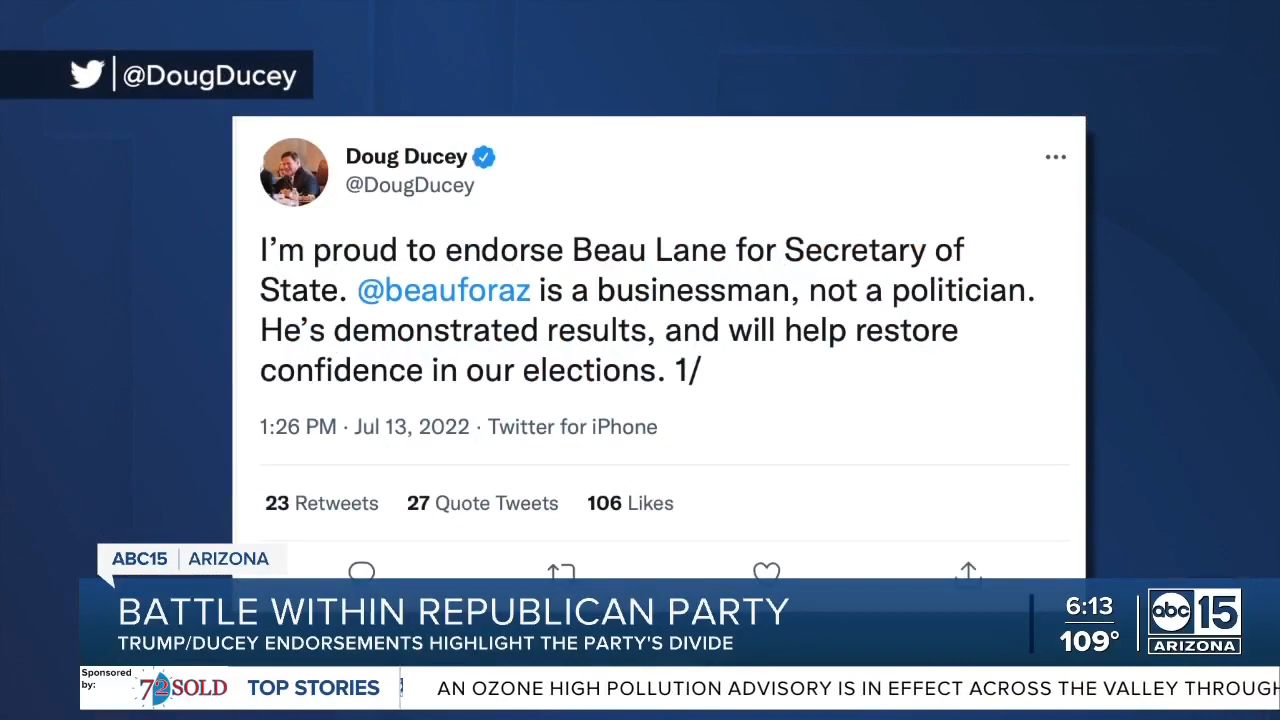 @DougDucey
Doug Ducey
@DougDucey
I’m proud to endorse Beau Lane for Secretary of
State. @beauforaz is a businessman, not a politician.
He’s demonstrated results, and will help restore
confidence in our elections. 1/
1:26 PM · Jul 13, 2022 · Twitter for iPhone
23 Retweets 27 Quote Tweets 106 Likes
ABC15 | ARIZONA
BATTLE WITHIN REPUBLICAN PARTY
TRUMP/DUCEY ENDORSEMENTS HIGHLIGHT THE PARTY'S DIVIDE
6:13
109°
abc 15
ARIZONA
Sponsored
by:
72SOLD
TOP STORIES
AN OZONE HIGH POLLUTION ADVISORY IS IN EFFECT ACROSS THE VALLEY THROUGH